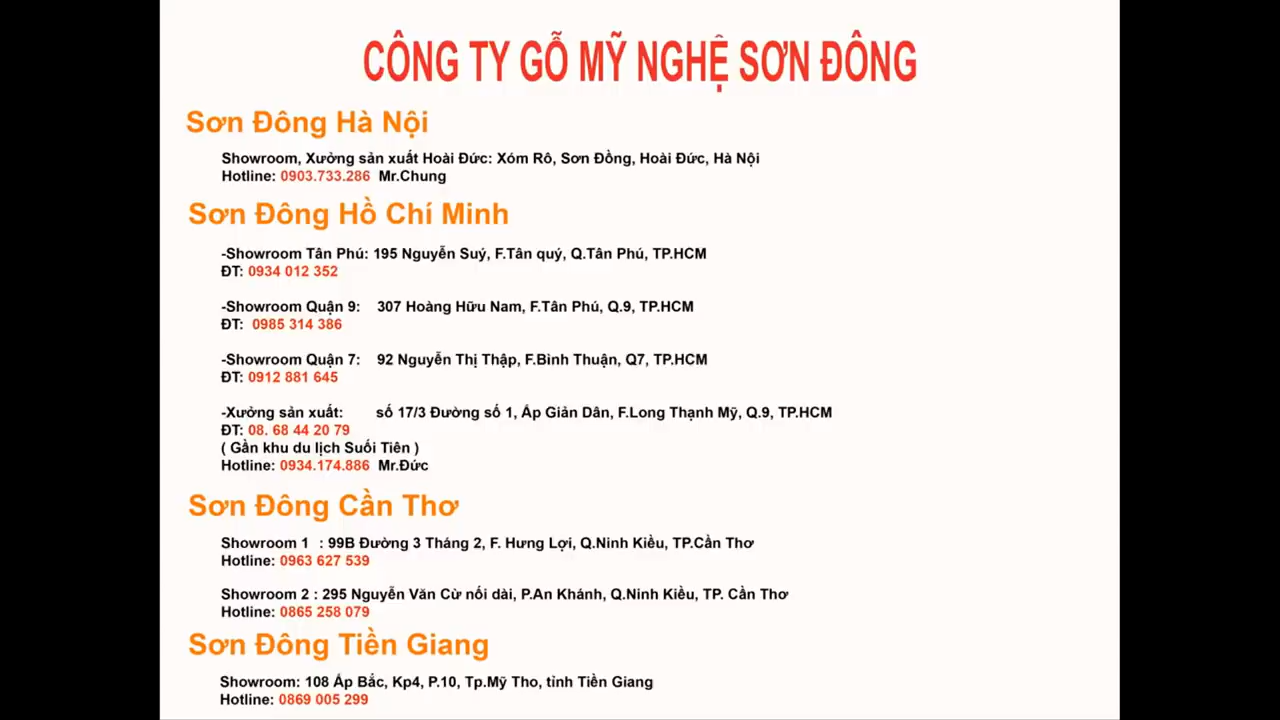 CÔNG TY GỖ MỸ NGHỆ SƠN ĐÔNG
Sơn Đông Hà Nội
Showroom, Xưởng sản xuất Hoài Đức: Xóm Rô, Sơn Đồng, Hoài Đức, Hà Nội
Hotline: 0903.733.286 Mr.Chung
Sơn Đông Hồ Chí Minh
-Showroom Tân Phú: 195 Nguyễn Suý, F.Tân quý, Q.Tân Phú, TP.HCM
ĐT: 0934 012 352
-Showroom Quận 9: 307 Hoàng Hữu Nam, F.Tân Phú, Q.9, TP.HCM
ĐT: 0985 314 386
-Showroom Quận 7: 92 Nguyễn Thị Thập, F.Bình Thuận, Q7, TP.HCM
ĐT: 0912 881 645
-Xưởng sản xuất: số 17/3 Đường số 1, Ấp Giản Dân, F.Long Thạnh Mỹ, Q.9, TP.HCM
ĐT: 08. 68 44 20 79
( Gần khu du lịch Suối Tiên )
Hotline: 0934.174.886 Mr.Đức
Sơn Đông Cần Thơ
Showroom 1 : 99B Đường 3 Tháng 2, F. Hưng Lợi, Q.Ninh Kiều, TP.Cần Thơ
Hotline: 0963 627 539
Showroom 2 : 295 Nguyễn Văn Cừ nối dài, P.An Khánh, Q.Ninh Kiều, TP. Cần Thơ
Hotline: 0865 258 079
Sơn Đông Tiền Giang
Showroom: 108 Ấp Bắc, Kp4, P.10, Tp.Mỹ Tho, tỉnh Tiền Giang
Hotline: 0869 005 299